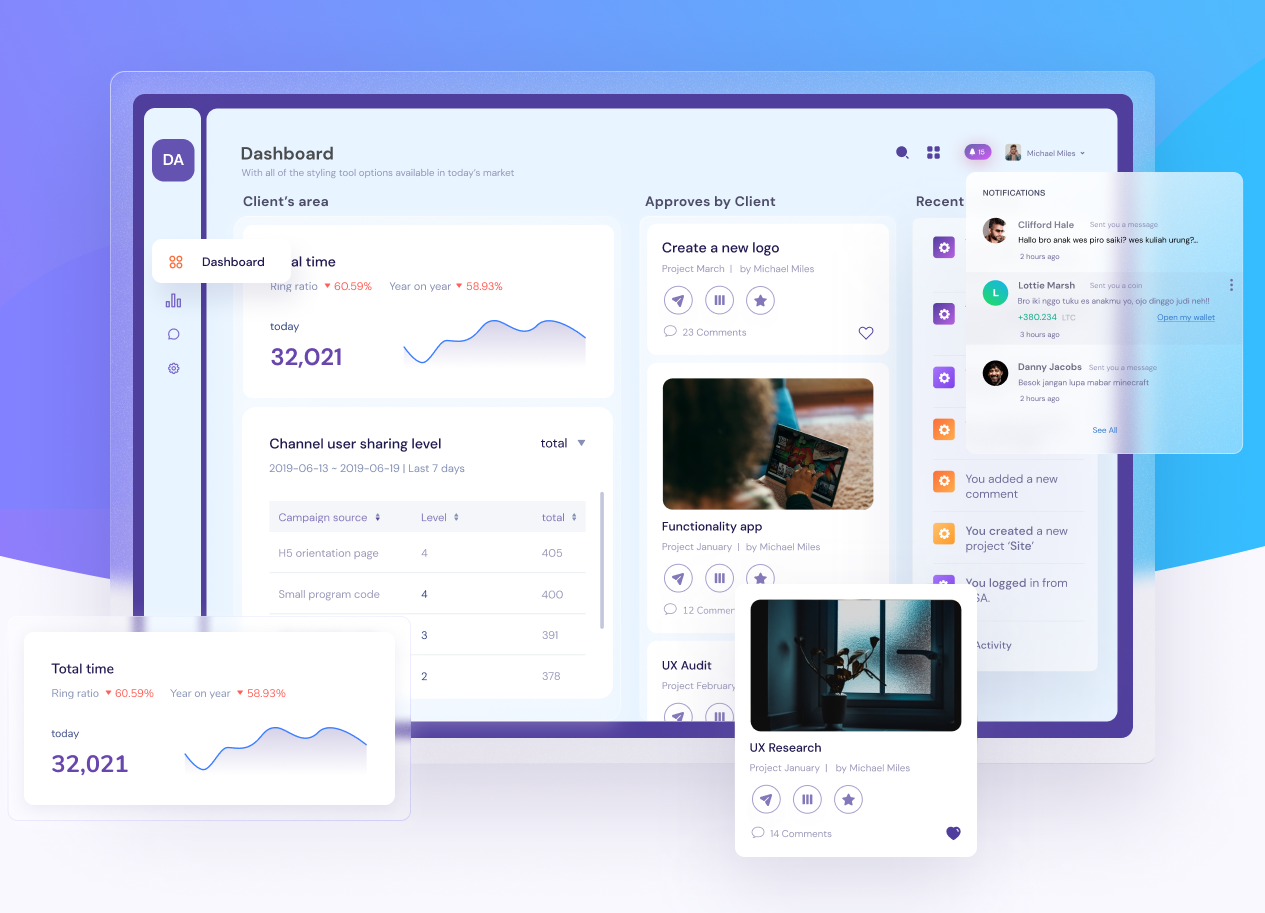 DA
Dashboard
With all of the styling tool options available in today's market
15
Michael Miles
Client's area
Approves by Client
Recent
Dashboard
al time
Ring ratio 60.59% Year on year 58.93%
today
32,021
Channel user sharing level
total
2019-06-13 ~ 2019-06-19 | Last 7 days
Campaign source Level total
H5 orientation page 4 405
Small program code 4 400
3 391
2 378
Create a new logo
Project March | by Michael Miles
23 Comments
Functionality app
Project January | by Michael Miles
12 Commen
UX Audit
Project February
NOTIFICATIONS
Clifford Hale Sent you a message
Hallo bro anak wes piro saiki? wes kuliah urung?..
2 hours ago
L
Lottie Marsh Sent you a coin
Bro iki nggo tuku es anakmu yo, ojo dinggo judi neh!!
+380.234 LTC Open my wallet
3 hours ago
Danny Jacobs Sent you a message
Besok jangan lupa mabar minecraft
2 hours ago
See All
You added a new
comment
You created a new
project 'Site'
You logged in from
SA.
Activity
Total time
Ring ratio 60.59% Year on year 58.93%
today
32,021
UX Research
Project January | by Michael Miles
14 Comments